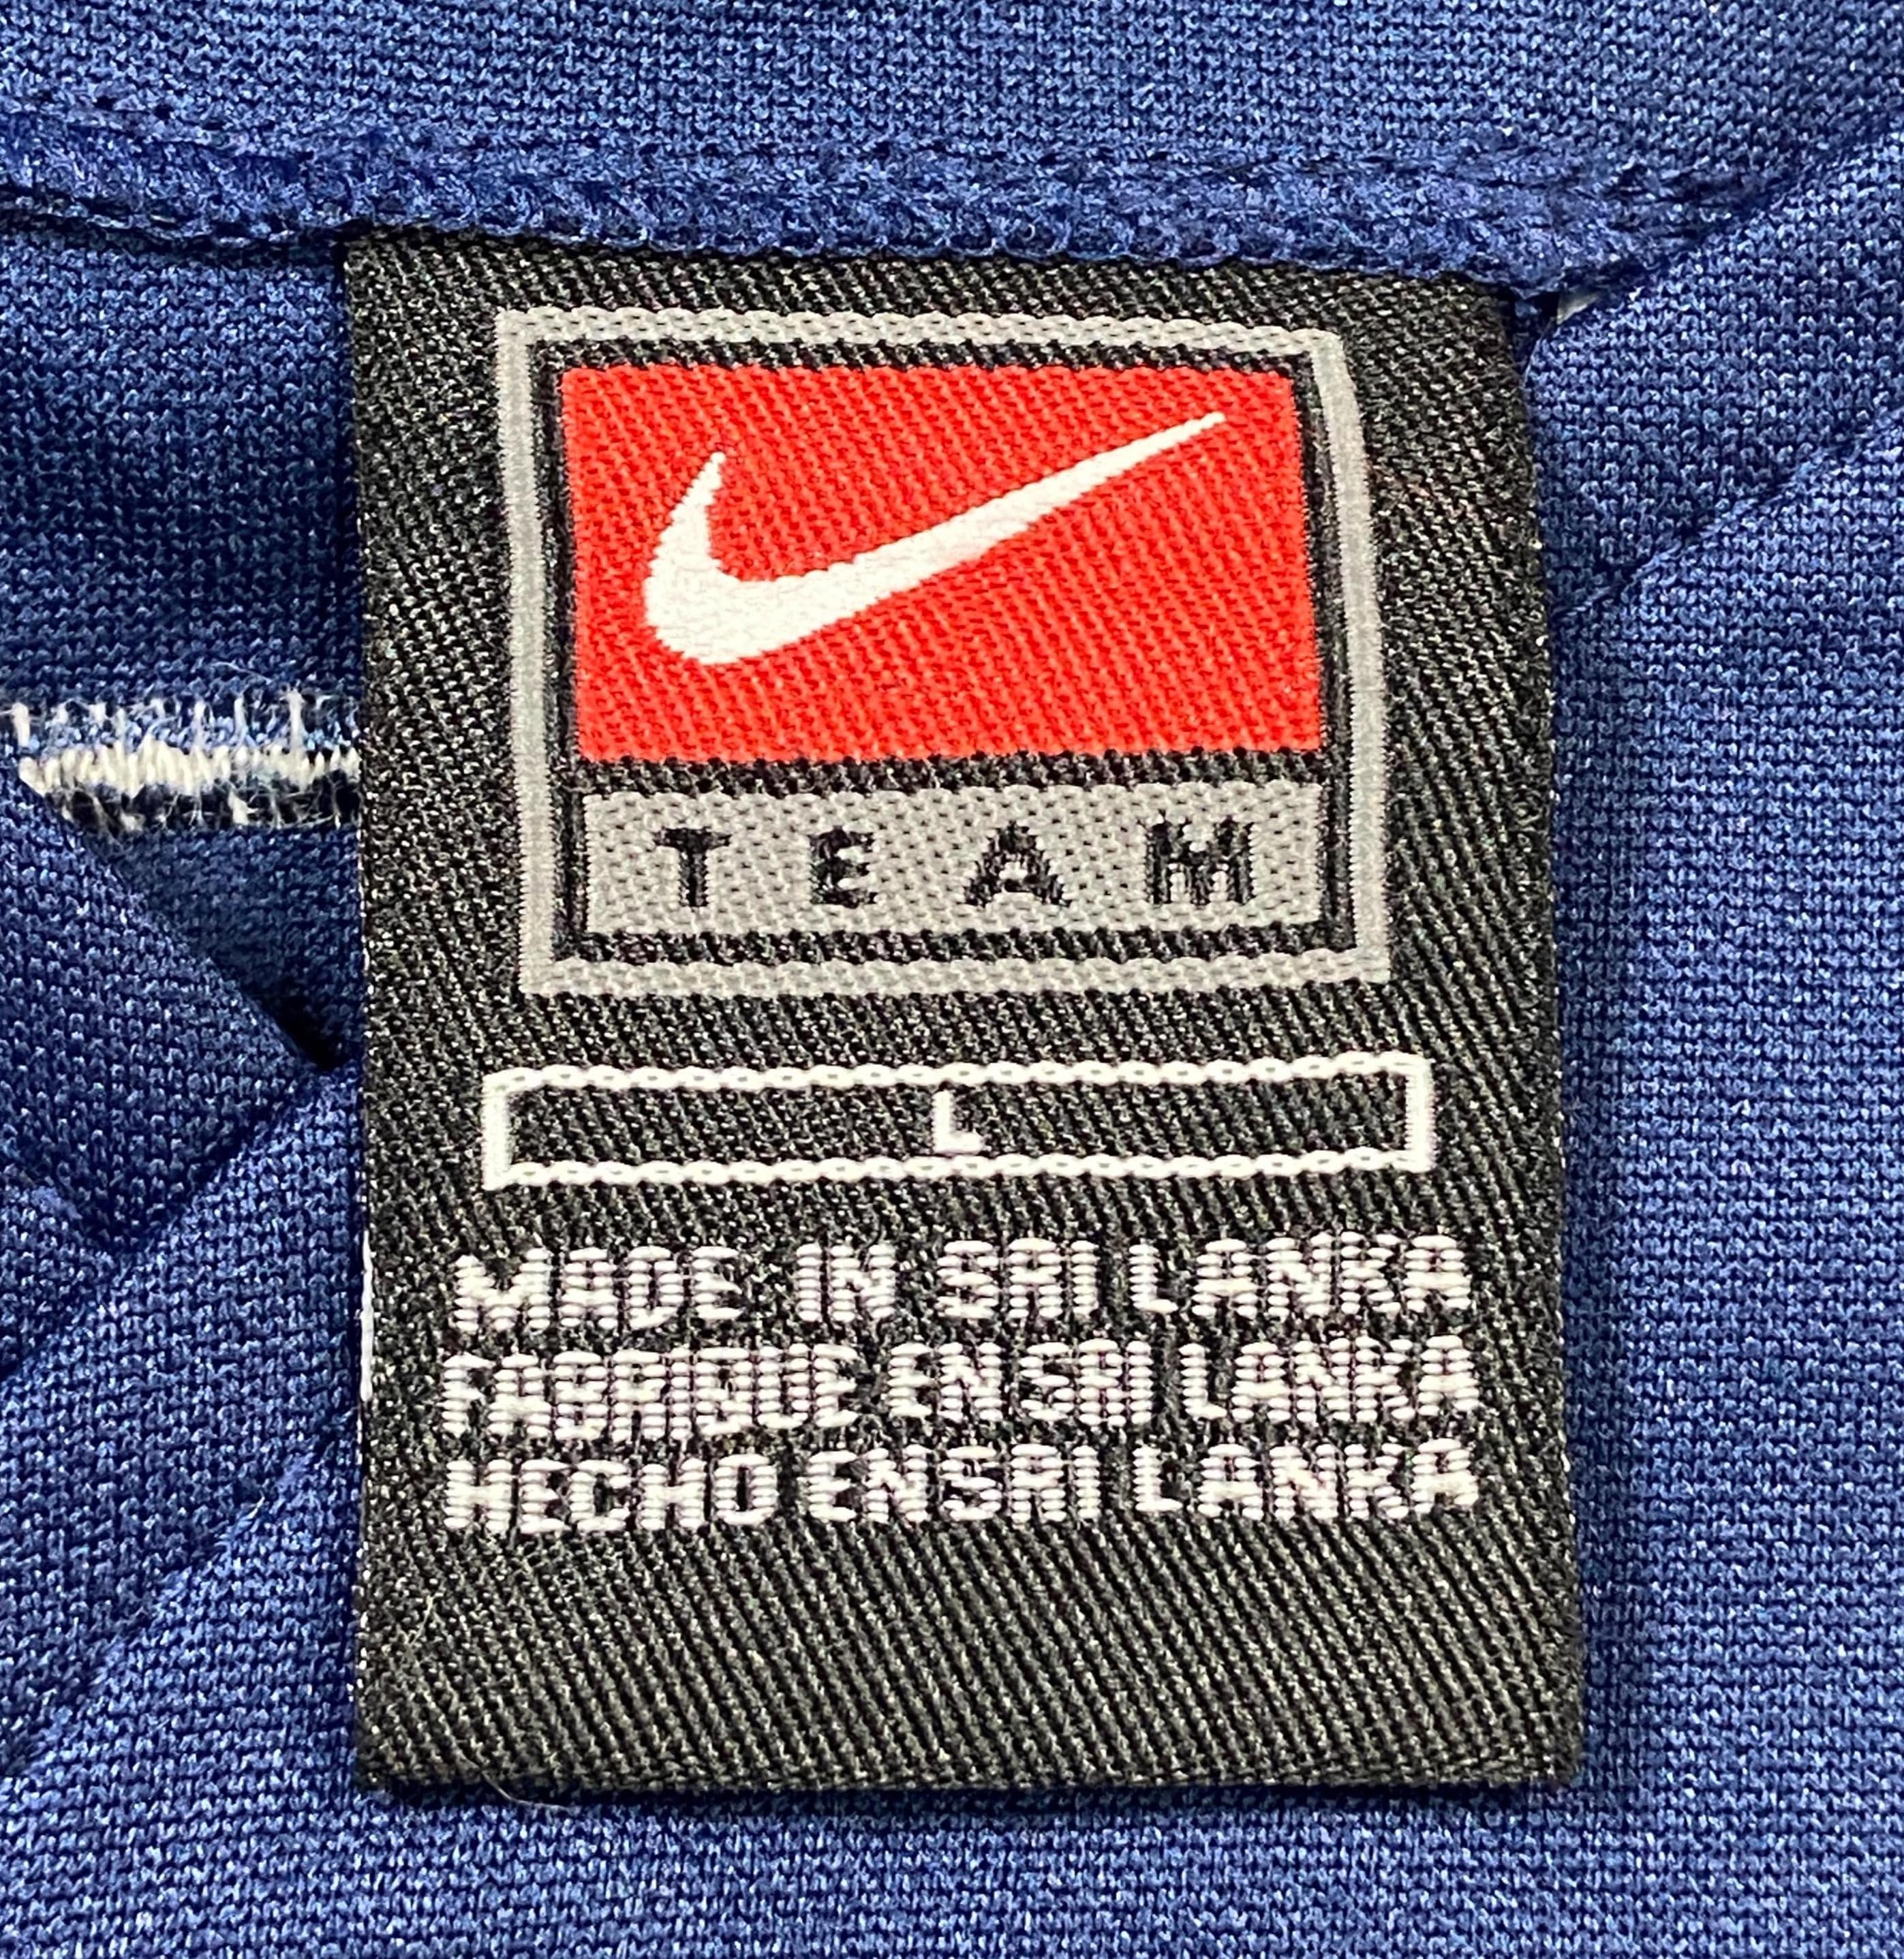 TEAM
L
MADE IN SRI LANKA
FABRIQUE EN SRI LANKA
HECHO EN SRI LANKA